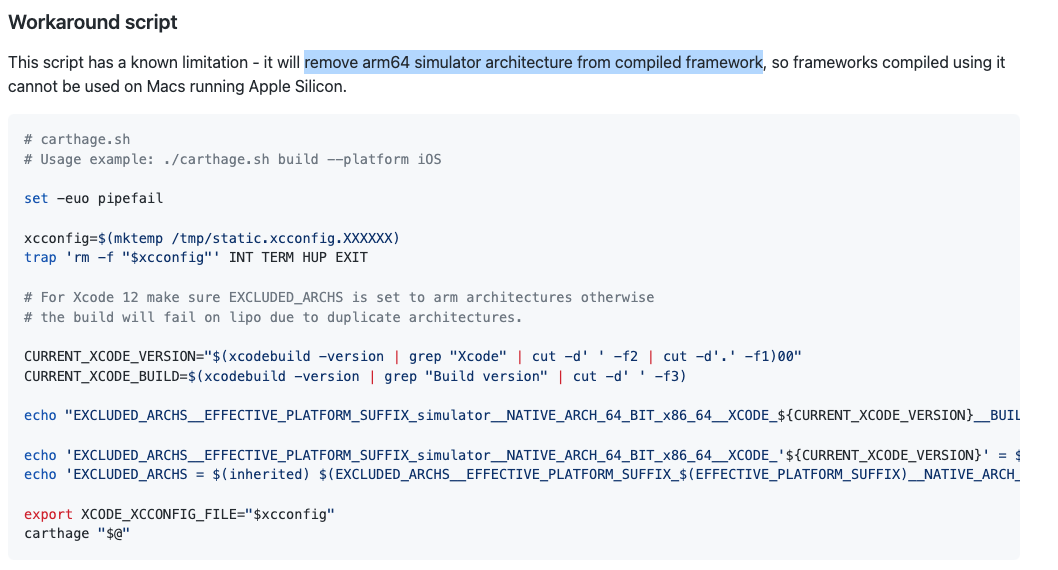 Workaround script
This script has a known limitation - it will remove arm64 simulator architecture from compiled framework, so frameworks compiled using it
cannot be used on Macs running Apple Silicon.
# carthage.sh
# Usage example: ./carthage.sh build --platform iOS
set -euo pipefail
xcconfig=$(mktemp /tmp/static.xcconfig.XXXXXX)
trap 'rm -f "$xcconfig"' INT TERM HUP EXIT
# For Xcode 12 make sure EXCLUDED_ARCHS is set to arm architectures otherwise
# the build will fail on lipo due to duplicate architectures.
CURRENT_XCODE_VERSION="$(xcodebuild -version | grep "Xcode" | cut -d' ' -f2 | cut -d'.' -f1)00"
CURRENT_XCODE_BUILD=$(xcodebuild -version | grep "Build version" | cut -d' ' -f3)
echo "EXCLUDED_ARCHS__EFFECTIVE_PLATFORM_SUFFIX_simulator__NATIVE_ARCH_64_BIT_x86_64__XCODE_${CURRENT_XCODE_VERSION}__BUIL
echo 'EXCLUDED_ARCHS__EFFECTIVE_PLATFORM_SUFFIX_simulator__NATIVE_ARCH_64_BIT_x86_64__XCODE_'${CURRENT_XCODE_VERSION}' = $
echo 'EXCLUDED_ARCHS = $(inherited) $(EXCLUDED_ARCHS__EFFECTIVE_PLATFORM_SUFFIX_$(EFFECTIVE_PLATFORM_SUFFIX)__NATIVE_ARCH_
export XCODE_XCCONFIG_FILE="$xcconfig"
carthage "$@"